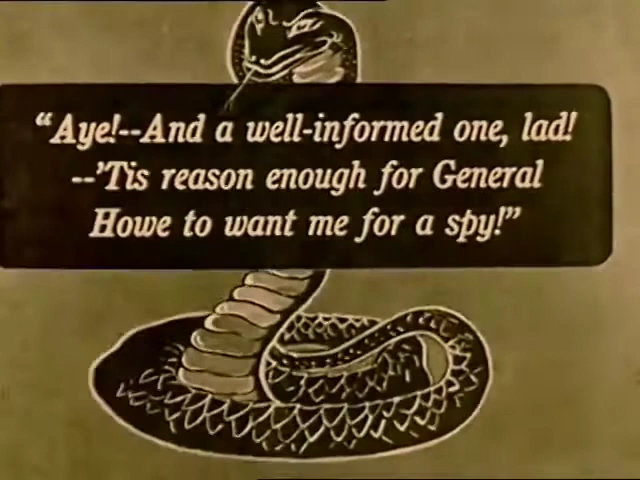 “Aye!--And a well-informed one, lad!
--’Tis reason enough for General
Howe to want me for a spy!”